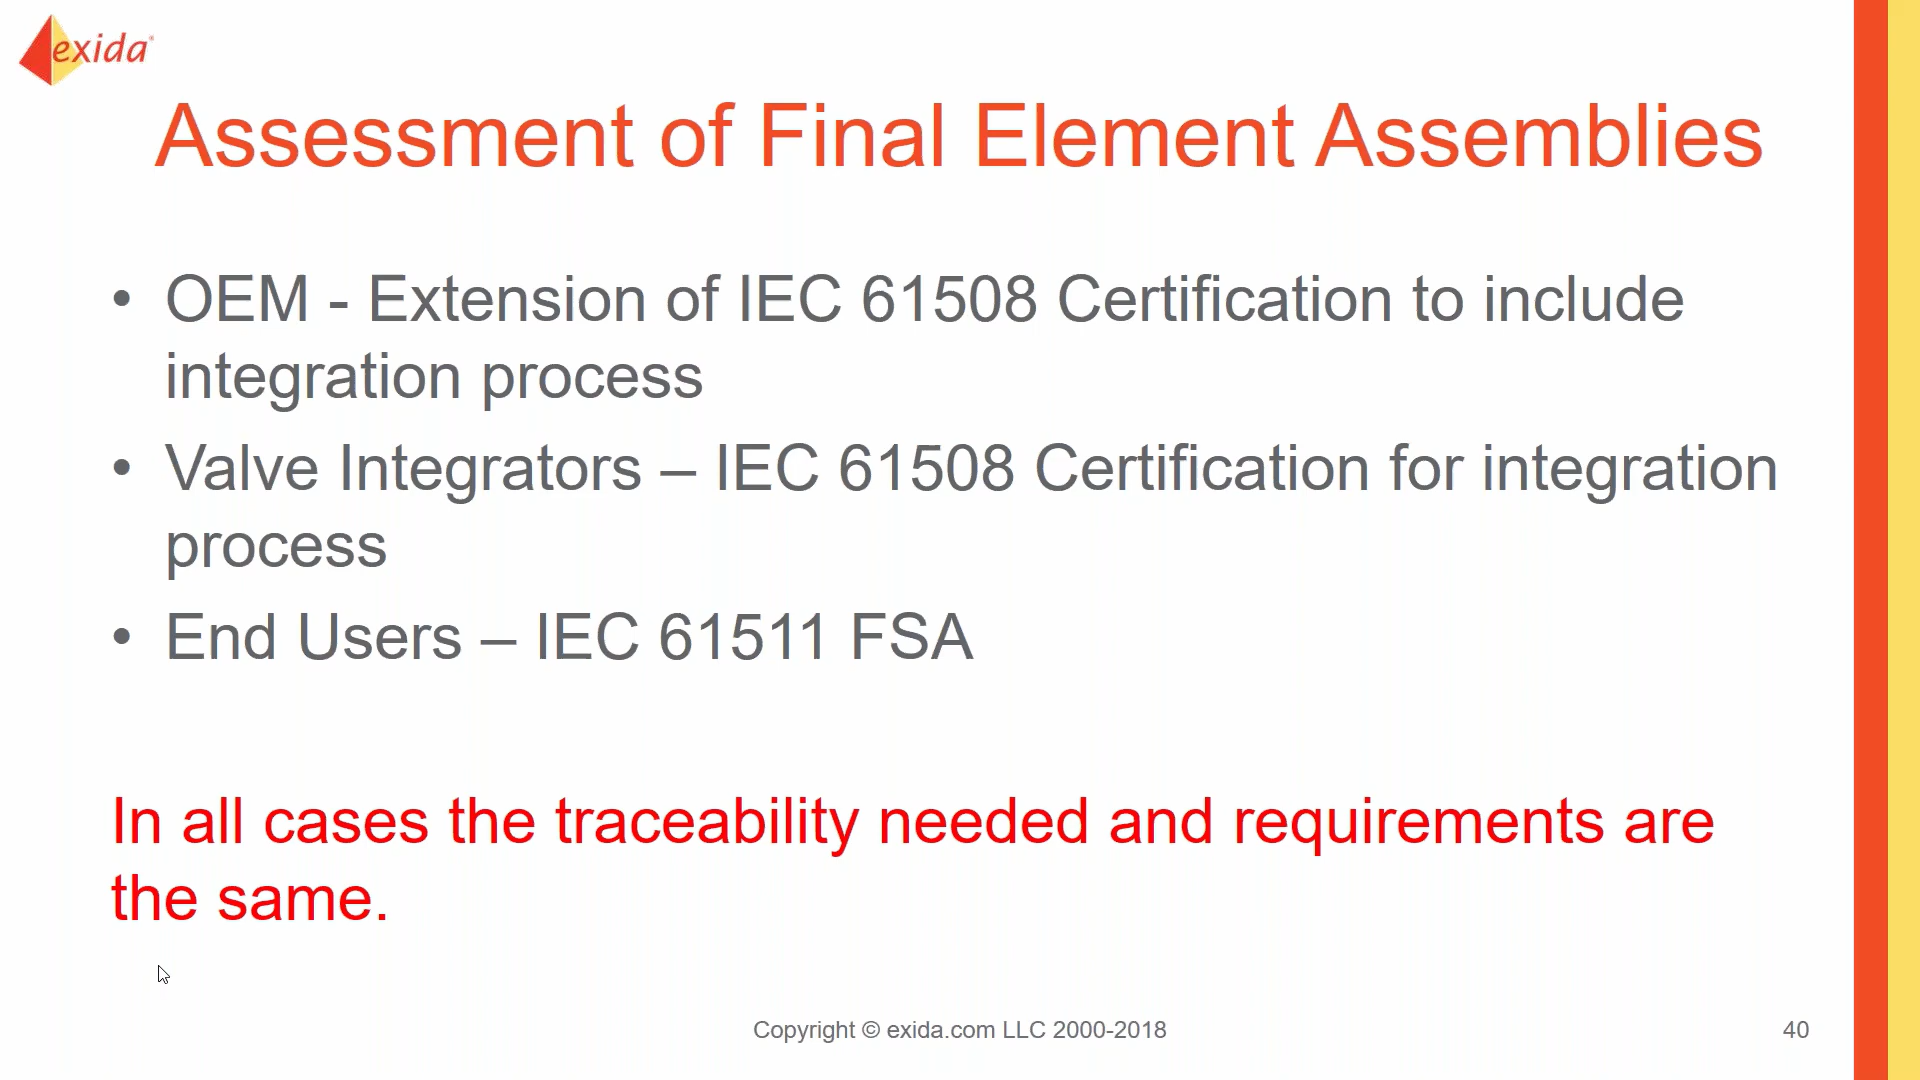 exida
Assessment of Final Element Assemblies
• OEM - Extension of IEC 61508 Certification to include
integration process
• Valve Integrators – IEC 61508 Certification for integration
process
• End Users – IEC 61511 FSA
In all cases the traceability needed and requirements are
the same.
Copyright © exida.com LLC 2000-2018
40